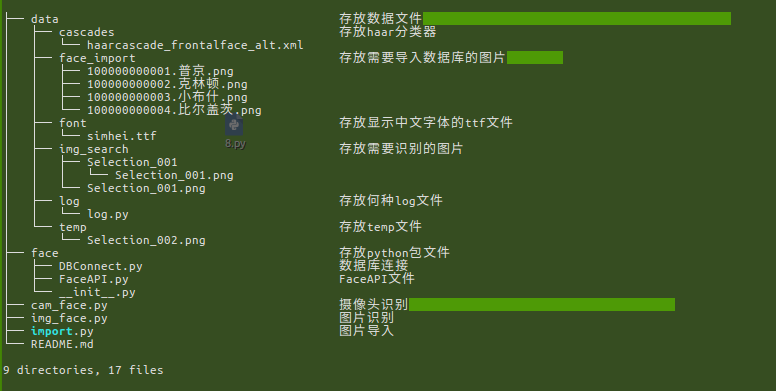 ├── data 存放数据文件
│   ├── cascades 存放haar分类器
│   │   └── haarcascade_frontalface_alt.xml
│   ├── face_import 存放需要导入数据库的图片
│   │   ├── 100000000001.普京.png
│   │   ├── 100000000002.克林顿.png
│   │   ├── 100000000003.小布什.png
│   │   └── 100000000004.比尔盖茨.png
│   ├── font 存放显示中文字体的ttf文件
│   │   └── simhei.ttf
8.py
│   ├── img_search 存放需要识别的图片
│   │   ├── Selection_001
│   │   │   └── Selection_001.png
│   │   └── Selection_001.png
│   ├── log 存放何种log文件
│   │   └── log.py
│   └── temp 存放temp文件
│       └── Selection_002.png
├── face 存放python包文件
│   ├── DBConnect.py 数据库连接
│   ├── FaceAPI.py FaceAPI文件
│   └── __init__.py
├── cam_face.py 摄像头识别
├── img_face.py 图片识别
├── import.py 图片导入
└── README.md
9 directories, 17 files